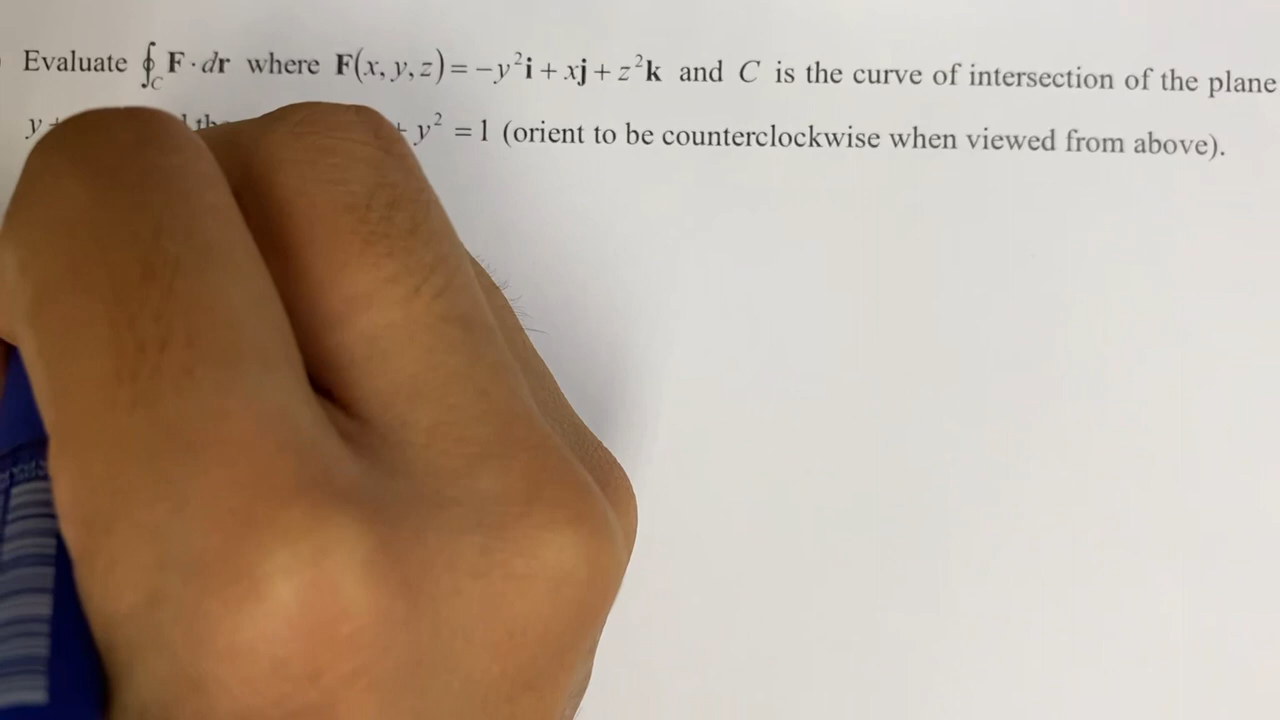 Evaluate ∮_C F · dr where F(x, y, z) = −y²i + xj + z²k and C is the curve of intersection of the plane
y + y² = 1 (orient to be counterclockwise when viewed from above).